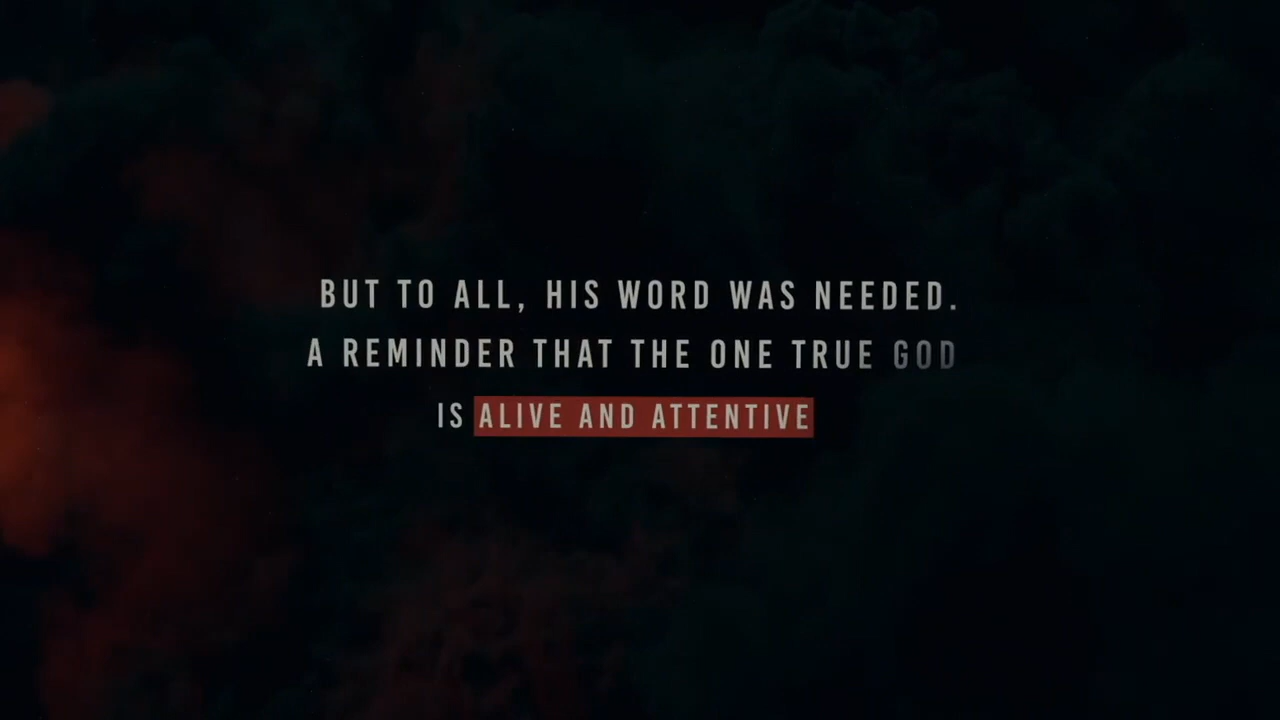 BUT TO ALL, HIS WORD WAS NEEDED.
A REMINDER THAT THE ONE TRUE GOD
IS ALIVE AND ATTENTIVE